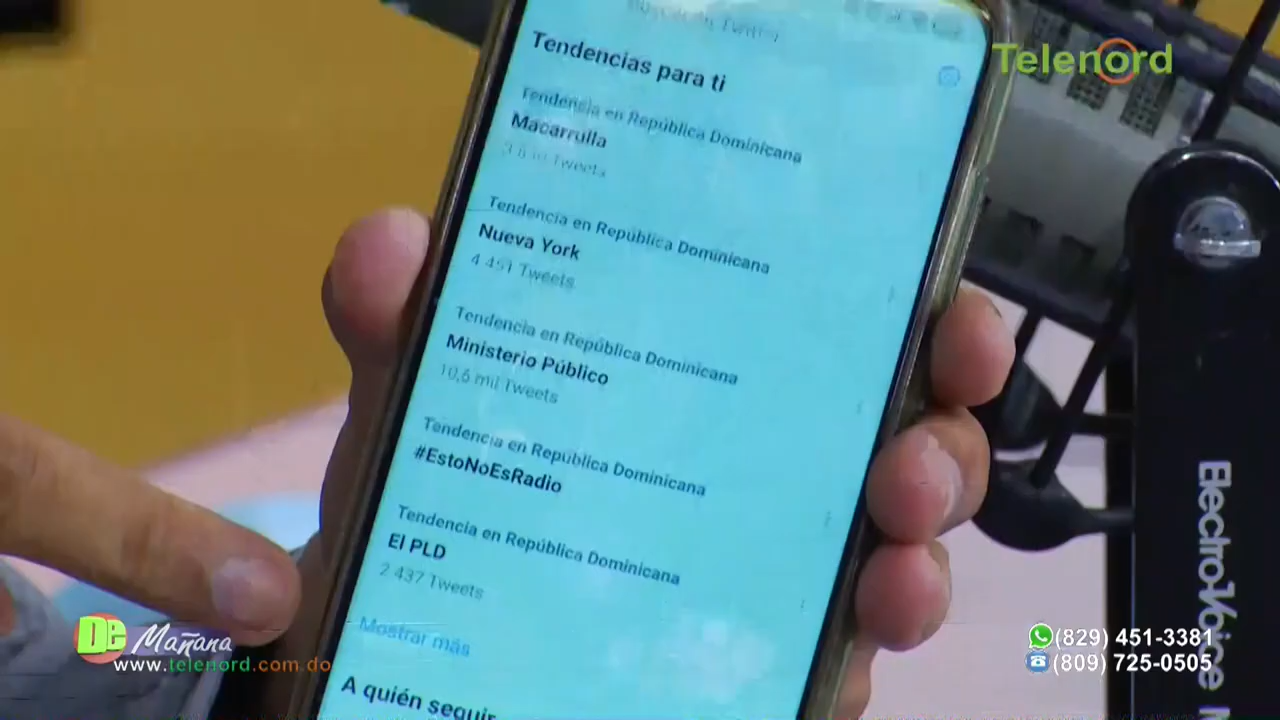 Telenord
Tendencias para ti
Tendencia en República Dominicana
Macarrulla
Tweets
Tendencia en República Dominicana
Nueva York
4 451 Tweets
Tendencia en República Dominicana
Ministerio Público
10,6 mil Tweets
Tendencia en República Dominicana
#EstoNoEsRadio
Tendencia en República Dominicana
El PLD
2 437 Tweets
Mostrar más
A quién seguir
Electro-Voice
De Mañana
www.telenord.com.do
(829) 451-3381
(809) 725-0505